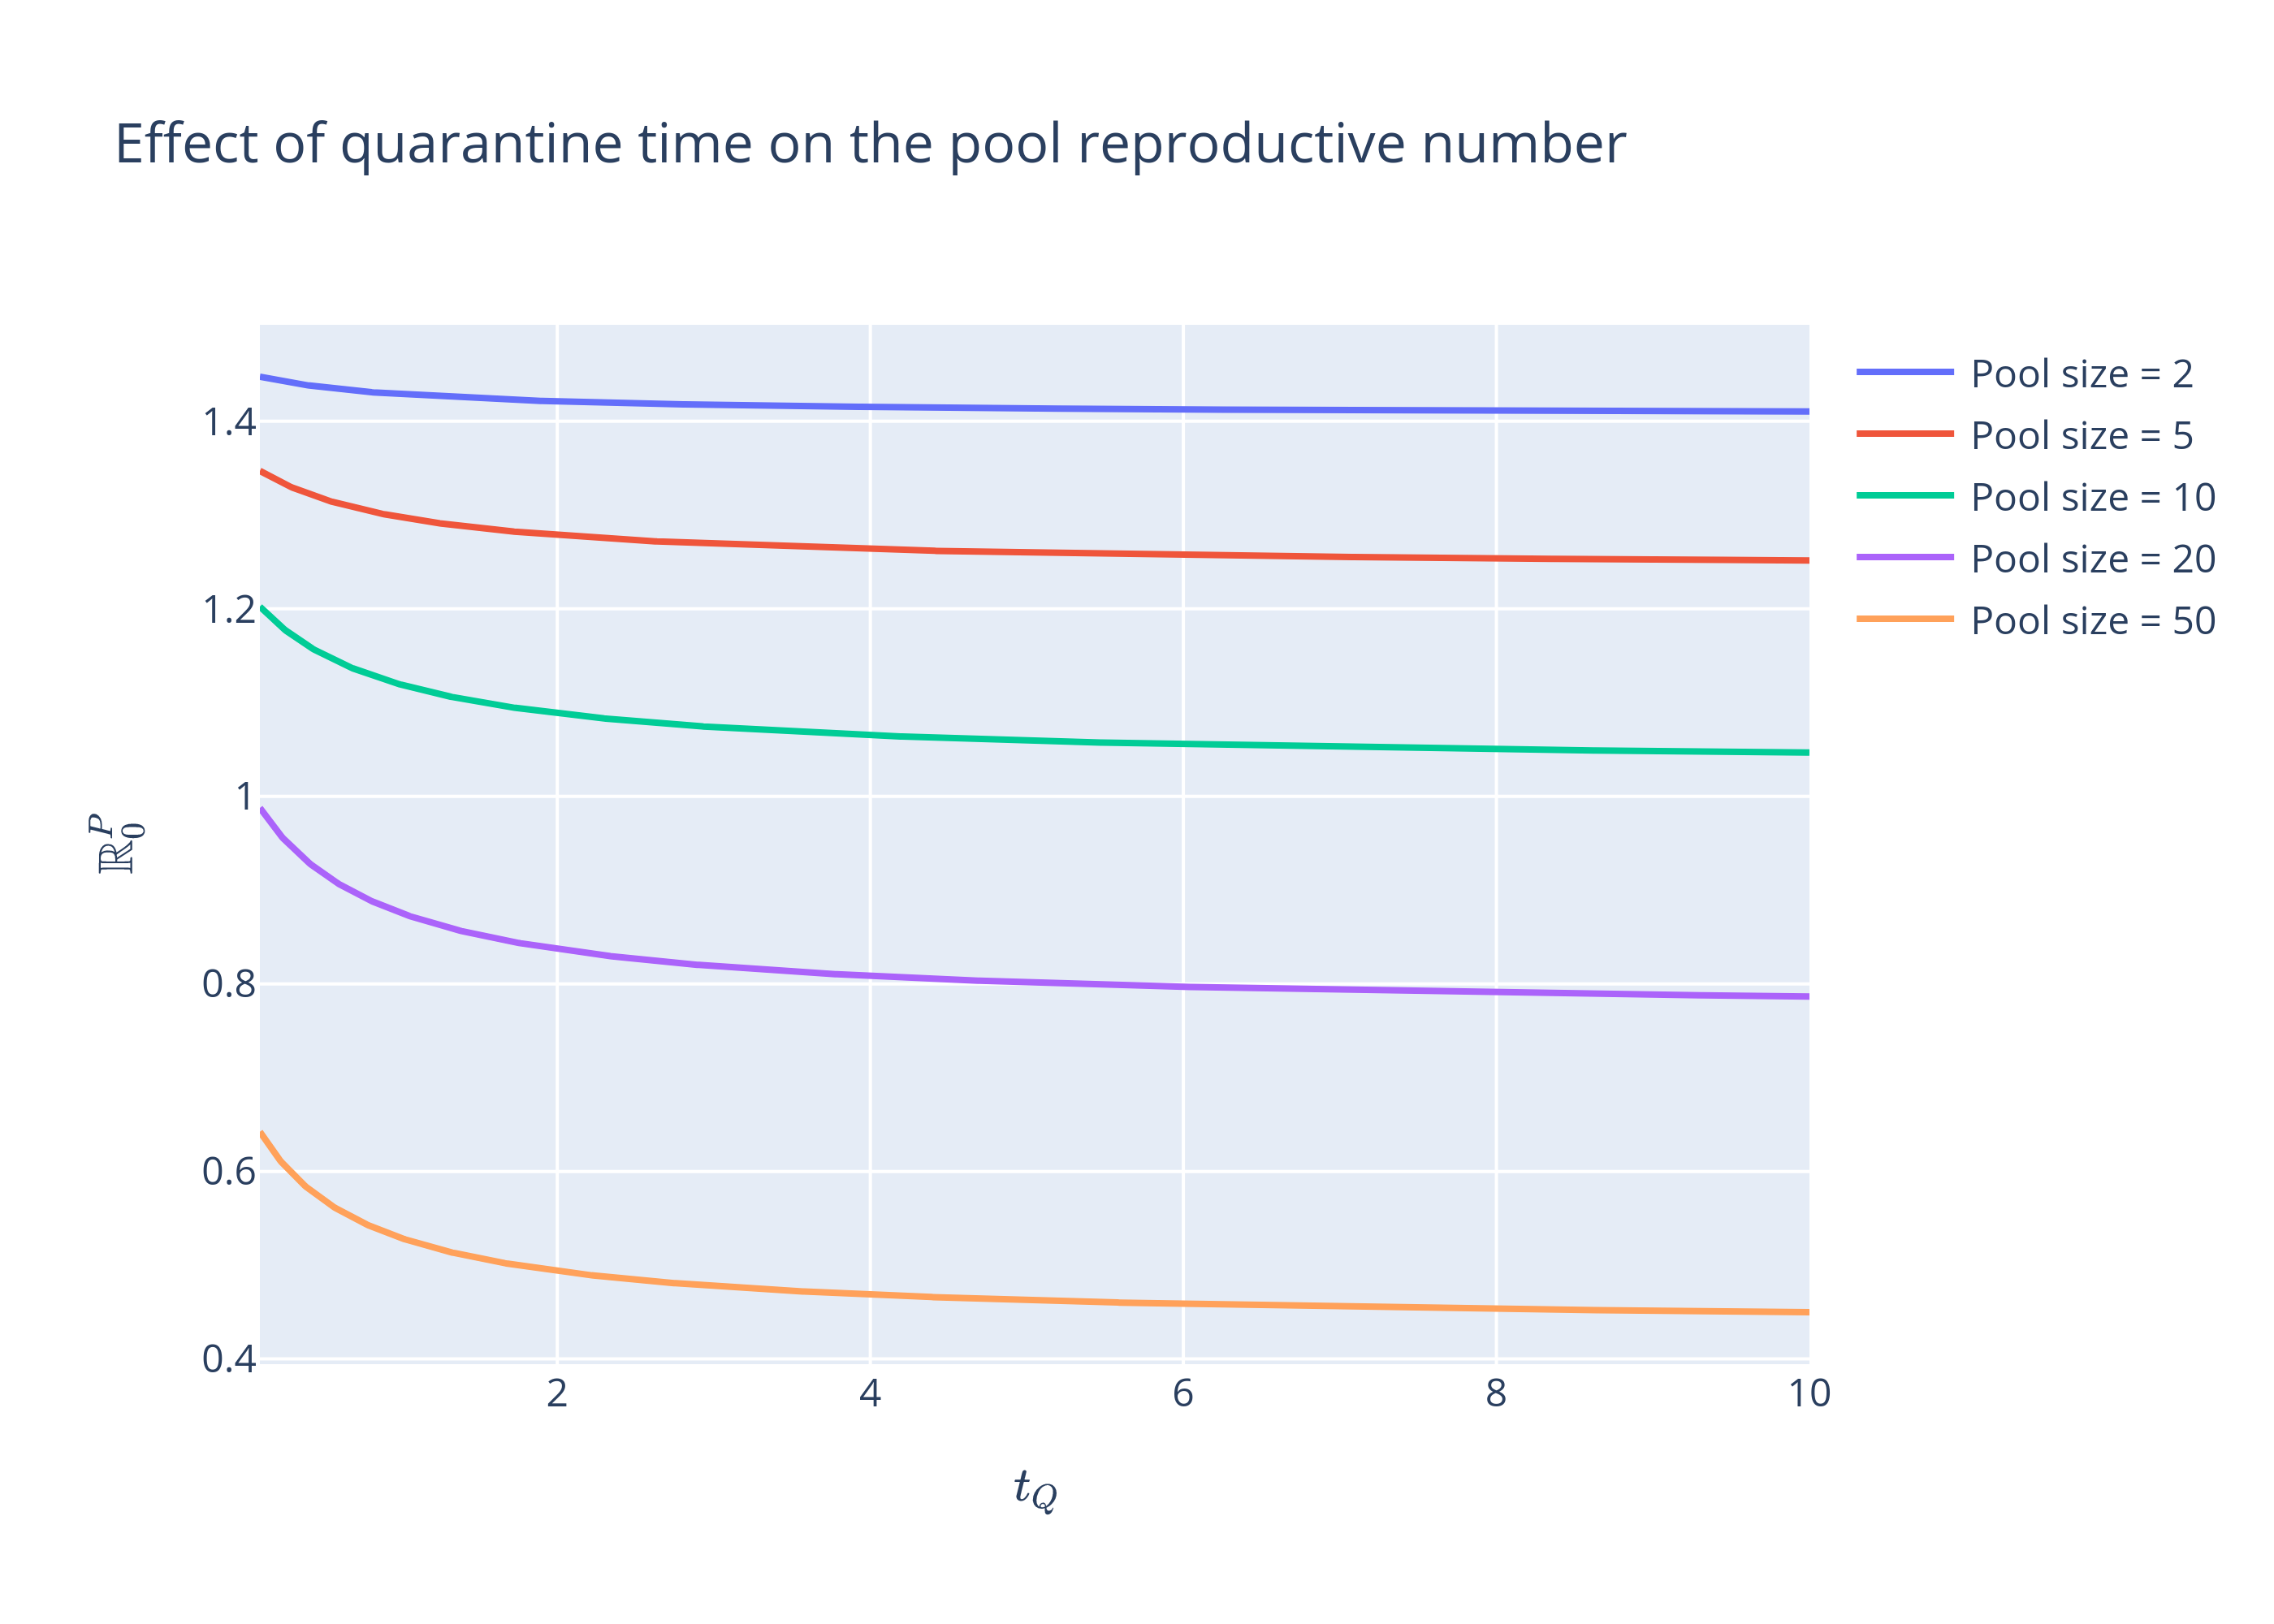 Effect of quarantine time on the pool reproductive number
Pool size = 2
Pool size = 5
Pool size = 10
Pool size = 20
Pool size = 50
1.4
1.2
1
0.8
0.6
0.4
ℝ₀ᴾ
2 4 6 8 10
t_Q